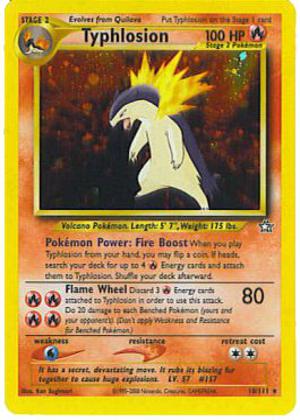 STAGE 2 Evolves from Quilava Put Typhlosion on the Stage 1 card
Typhlosion 100 HP
Stage 2 Pokémon
Volcano Pokémon. Length: 5' 7", Weight: 175 lbs.
Pokémon Power: Fire Boost When you play
Typhlosion from your hand, you may flip a coin. If heads,
search your deck for up to 4 Energy cards and attach
them to Typhlosion. Shuffle your deck afterward.
Flame Wheel Discard 3 Energy cards
attached to Typhlosion in order to use this attack.
Do 20 damage to each Benched Pokémon (yours and
your opponent's). (Don't apply Weakness and Resistance
for Benched Pokémon.)
80
weakness resistance retreat cost
It has a secret, devastating move. It rubs its blazing fur
together to cause huge explosions. LV. 57 #157
Illus. Ken Sugimori ©1995-2000 Nintendo, Creatures, GAMEFREAK. 18/111